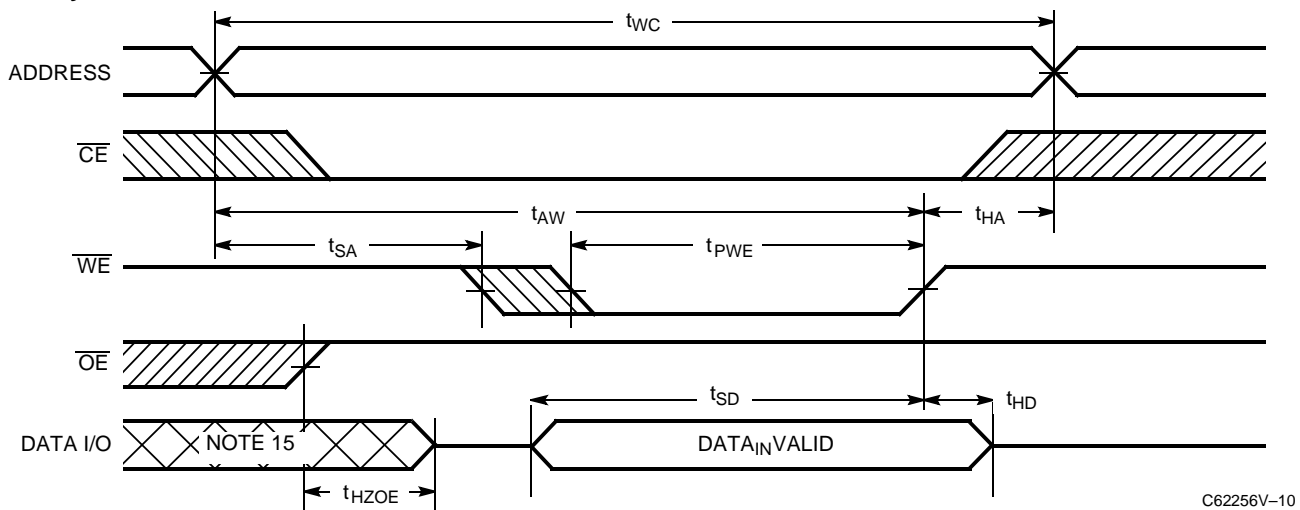 tWC
ADDRESS
CE
tAW
tHA
tSA
tPWE
WE
OE
tSD
tHD
DATA I/O
NOTE 15
DATAINVALID
tHZOE
C62256V–10